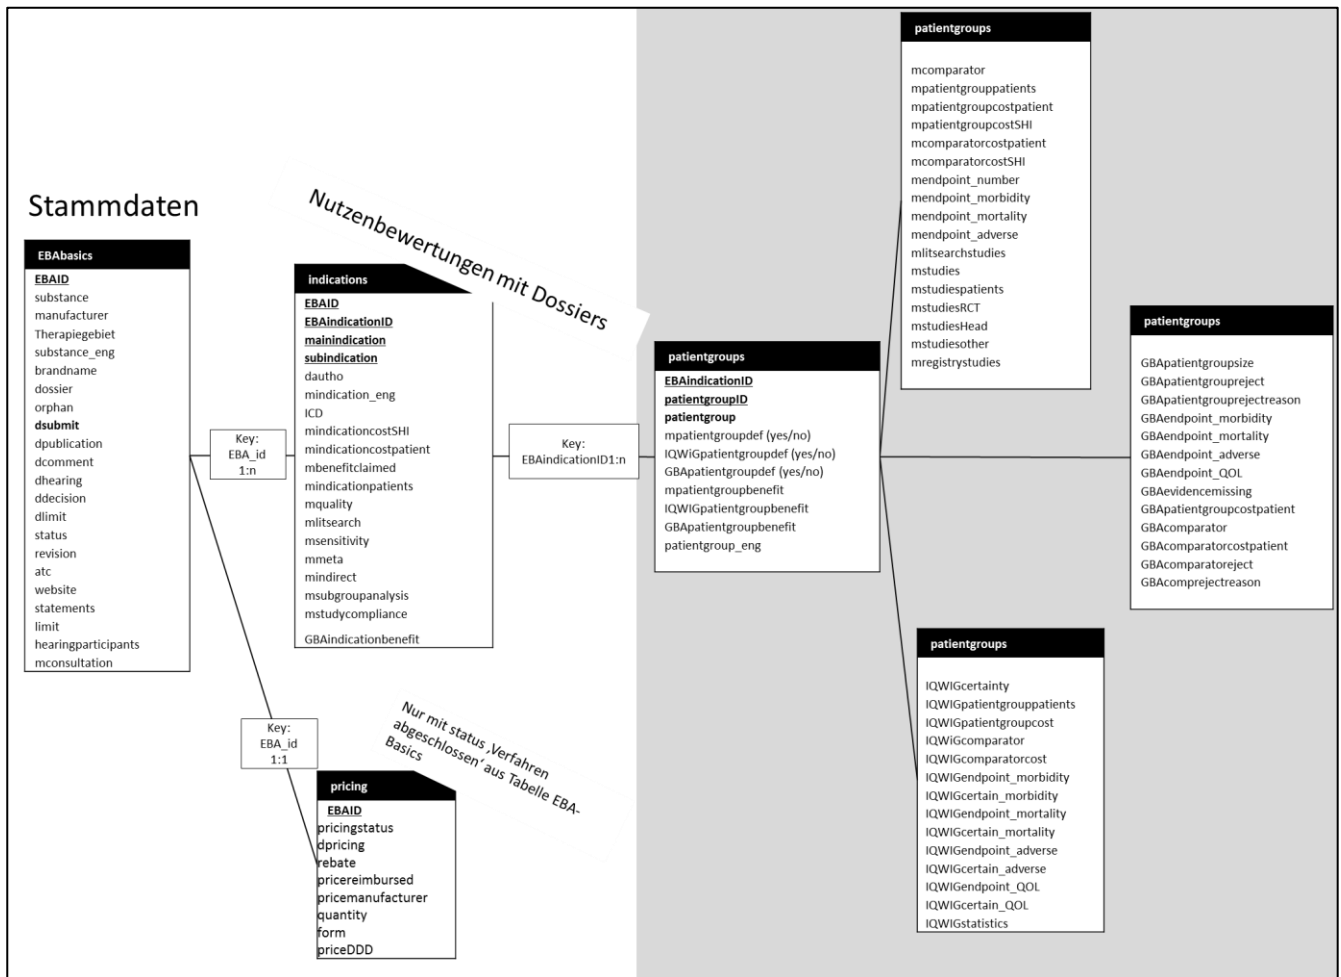 Stammdaten
EBAbasics
EBAID
substance
manufacturer
Therapiegebiet
substance_eng
brandname
dossier
orphan
dsubmit
dpublication
dcomment
dhearing
ddecision
dlimit
status
revision
atc
website
statements
limit
hearingparticipants
mconsultation
Key:
EBA_id
1:n
Nutzenbewertungen mit Dossiers
indications
EBAID
EBAindicationID
mainindication
subindication
dautho
mindication_eng
ICD
mindicationcostSHI
mindicationcostpatient
mbenefitclaimed
mindicationpatients
mquality
mlitsearch
msensitivity
mmeta
mindirect
msubgroupanalysis
mstudycompliance
GBAindicationbenefit
Key:
EBA_id
1:1
Nur mit status ‚Verfahren
abgeschlossen‘ aus Tabelle EBA-
Basics
pricing
EBAID
pricingstatus
dpricing
rebate
pricereimbursed
pricemanufacturer
quantity
form
priceDDD
Key:
EBAindicationID1:n
patientgroups
EBAindicationID
patientgroupID
patientgroup
mpatientgroupdef (yes/no)
IQWiGpatientgroupdef (yes/no)
GBApatientgroupdef (yes/no)
mpatientgroupbenefit
IQWIGpatientgroupbenefit
GBApatientgroupbenefit
patientgroup_eng
patientgroups
mcomparator
mpatientgrouppatients
mpatientgroupcostpatient
mpatientgroupcostSHI
mcomparatorcostpatient
mcomparatorcostSHI
mendpoint_number
mendpoint_morbidity
mendpoint_mortality
mendpoint_adverse
mlitsearchstudies
mstudies
mstudiespatients
mstudiesRCT
mstudiesHead
mstudiesother
mregistrystudies
patientgroups
GBApatientgroupsize
GBApatientgroupreject
GBApatientgrouprejectreason
GBAendpoint_morbidity
GBAendpoint_mortality
GBAendpoint_adverse
GBAendpoint_QOL
GBAevidencemissing
GBApatientgroupcostpatient
GBAcomparator
GBAcomparatorcostpatient
GBAcomparatoreject
GBAcomprejectreason
patientgroups
IQWIGcertainty
IQWIGpatientgrouppatients
IQWIGpatientgroupcost
IQWiGcomparator
IQWIGcomparatorcost
IQWIGendpoint_morbidity
IQWIGcertain_morbidity
IQWIGendpoint_mortality
IQWIGcertain_mortality
IQWIGendpoint_adverse
IQWIGcertain_adverse
IQWIGendpoint_QOL
IQWIGcertain_QOL
IQWIGstatistics